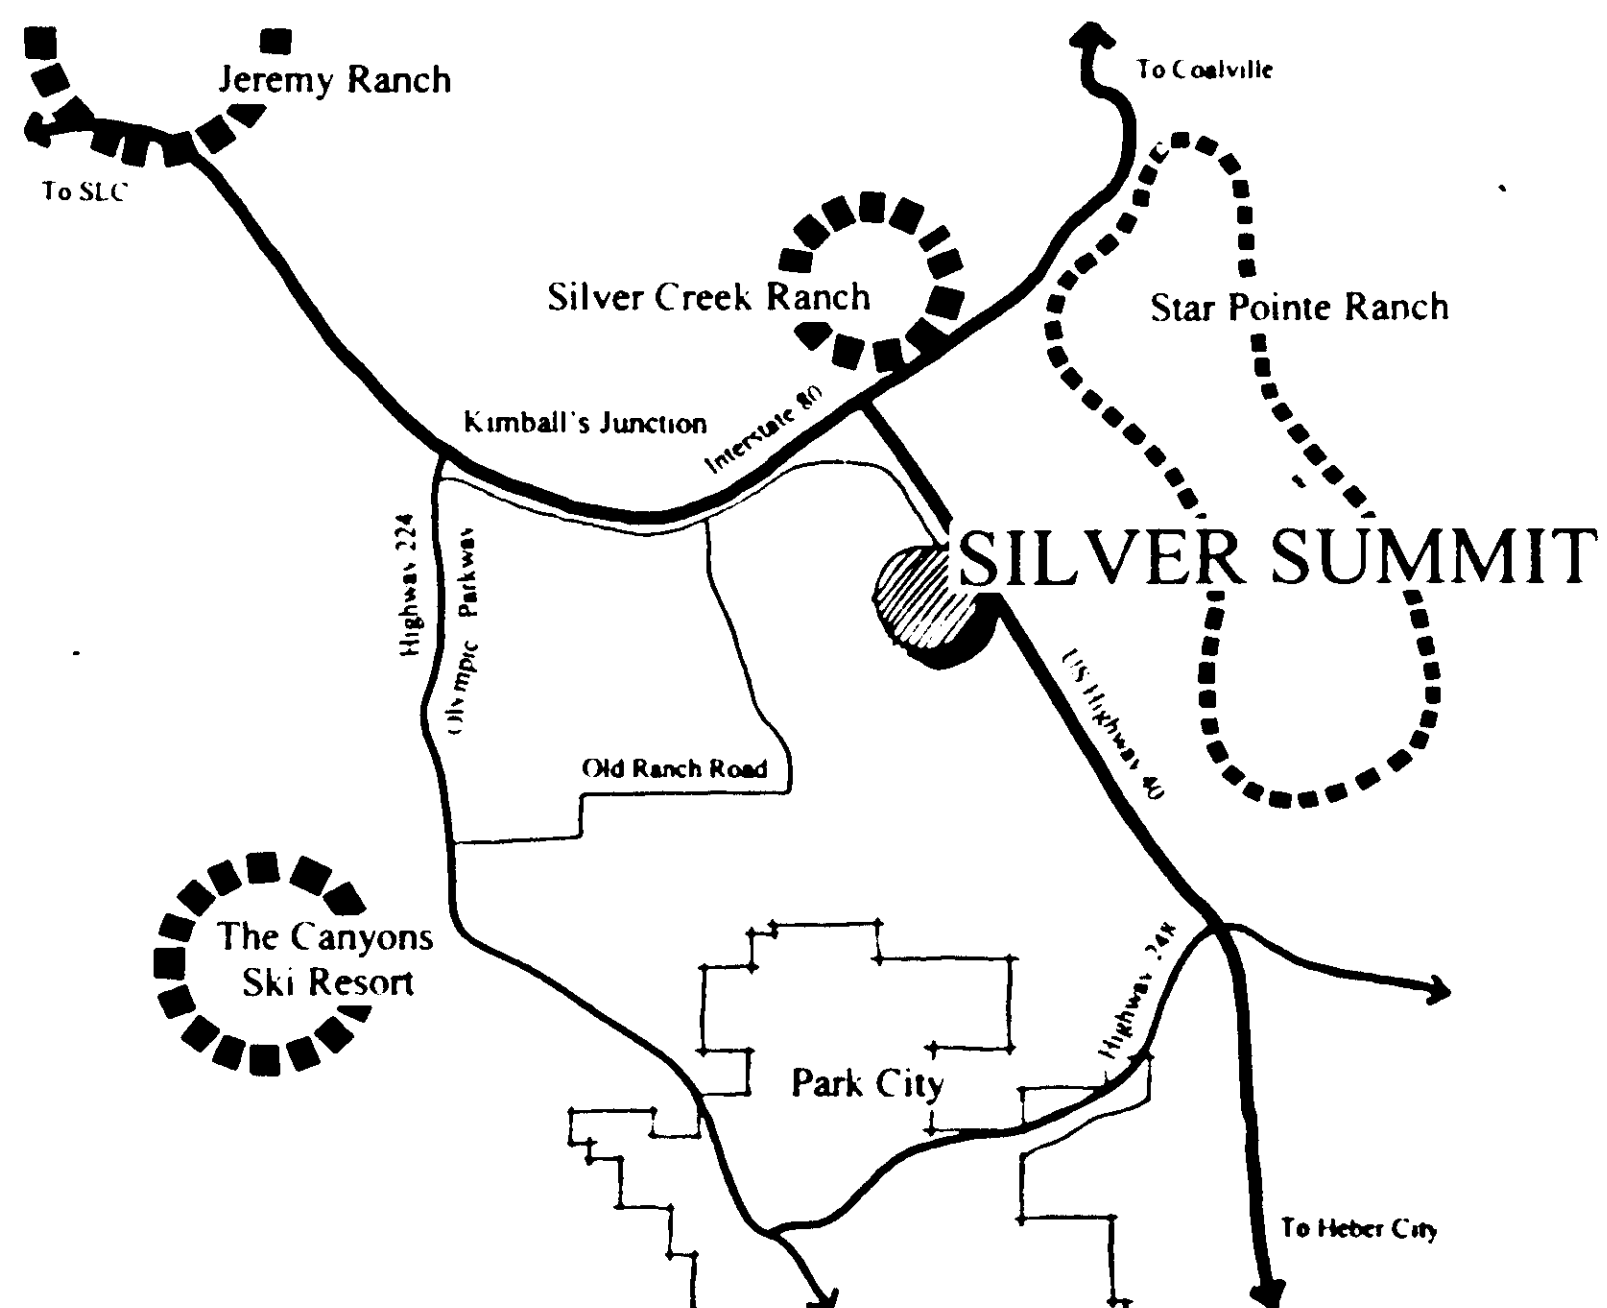 Jeremy Ranch
To Coalville
To SLC
Silver Creek Ranch
Star Pointe Ranch
Kimball's Junction
Interstate 80
SILVER SUMMIT
Highway 224
Olympic Parkway
US Highway 40
Old Ranch Road
The Canyons
Ski Resort
Highway 248
Park City
To Heber City